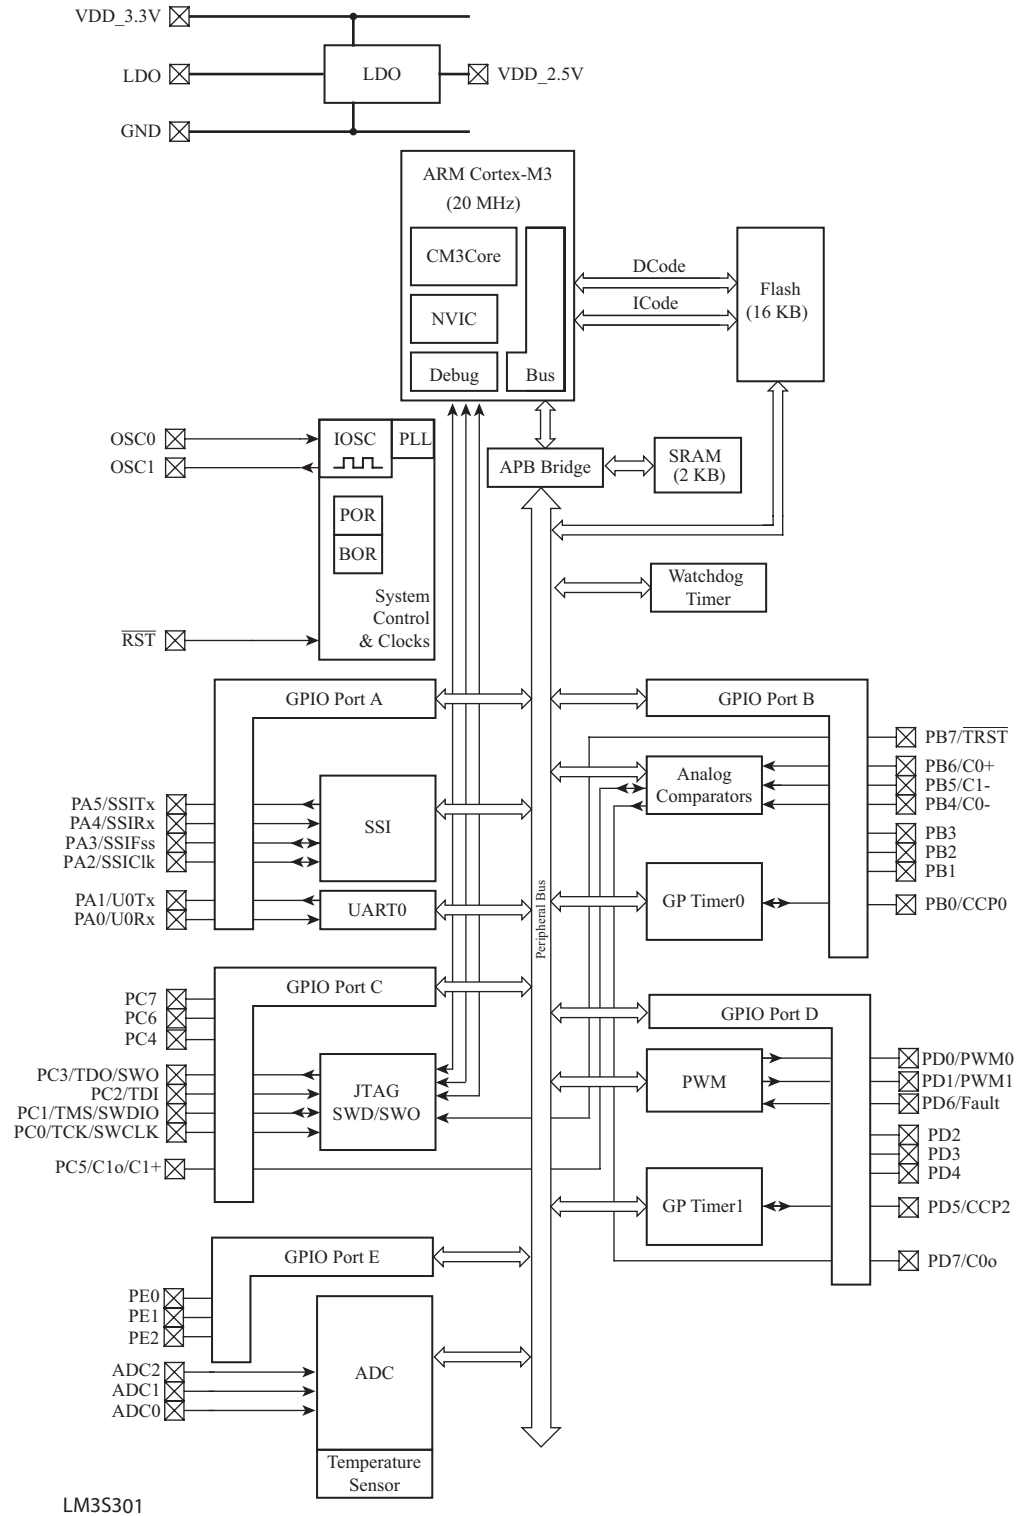 VDD_3.3V
LDO
LDO
VDD_2.5V
GND
ARM Cortex-M3
(20 MHz)
CM3Core
NVIC
Debug
Bus
DCode
ICode
Flash
(16 KB)
OSC0
OSC1
IOSC
PLL
POR
BOR
System
Control
& Clocks
RST
APB Bridge
SRAM
(2 KB)
Watchdog
Timer
Peripheral Bus
GPIO Port A
PA5/SSITx
PA4/SSIRx
PA3/SSIFss
PA2/SSIClk
SSI
PA1/U0Tx
PA0/U0Rx
UART0
GPIO Port B
PB7/TRST
PB6/C0+
PB5/C1-
PB4/C0-
Analog
Comparators
PB3
PB2
PB1
GP Timer0
PB0/CCP0
GPIO Port C
PC7
PC6
PC4
PC3/TDO/SWO
PC2/TDI
PC1/TMS/SWDIO
PC0/TCK/SWCLK
JTAG
SWD/SWO
PC5/C1o/C1+
GPIO Port D
PWM
PD0/PWM0
PD1/PWM1
PD6/Fault
PD2
PD3
PD4
GP Timer1
PD5/CCP2
PD7/C0o
GPIO Port E
PE0
PE1
PE2
ADC2
ADC1
ADC0
ADC
Temperature
Sensor
LM3S301